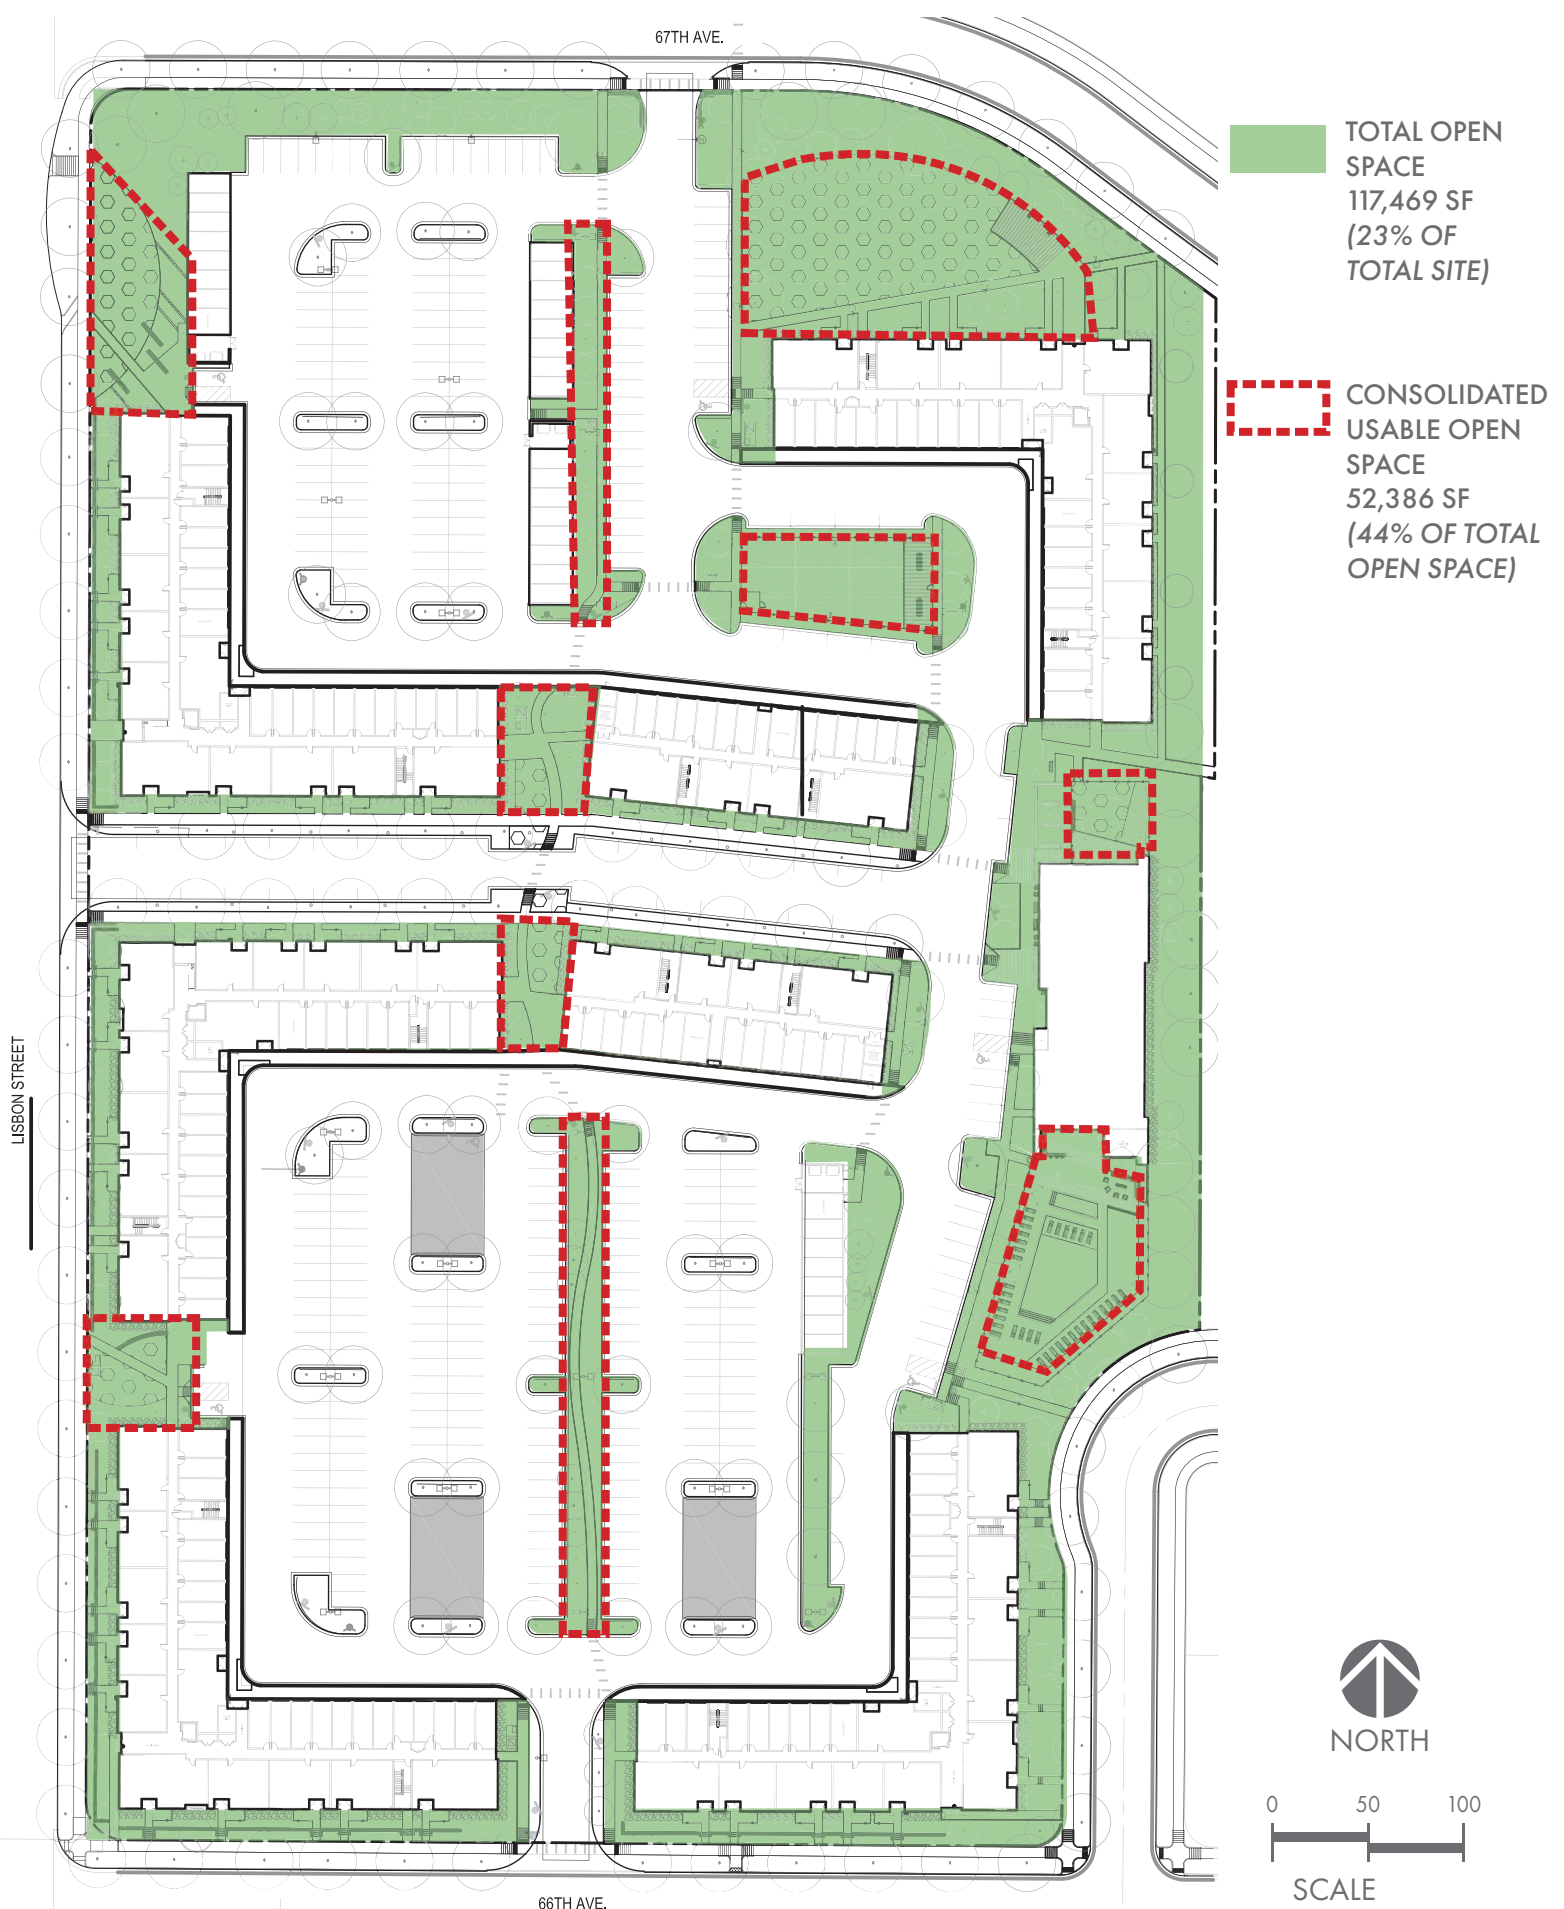 67TH AVE.
TOTAL OPEN
SPACE
117,469 SF
(23% OF
TOTAL SITE)
CONSOLIDATED
USABLE OPEN
SPACE
52,386 SF
(44% OF TOTAL
OPEN SPACE)
LISBON STREET
NORTH
0 50 100
SCALE
66TH AVE.